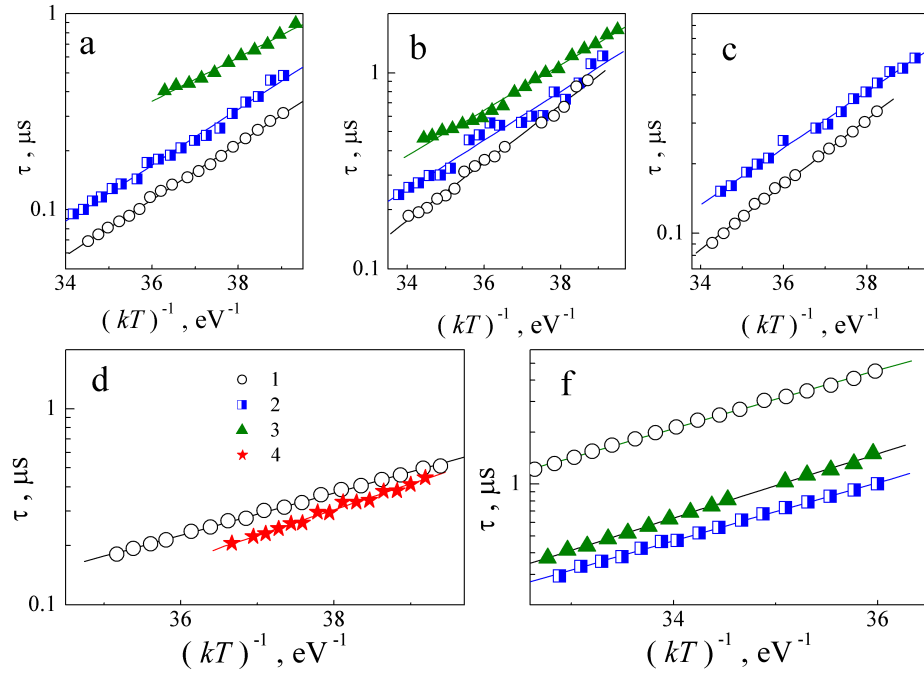 a
1
0.1
τ , μs
34 36 38
(kT)⁻¹ , eV⁻¹
b
1
0.1
τ , μs
34 36 38
(kT)⁻¹ , eV⁻¹
c
0.1
τ , μs
34 36 38
(kT)⁻¹ , eV⁻¹
d
1
2
3
4
1
0.1
τ , μs
36 38
(kT)⁻¹ , eV⁻¹
f
1
τ , μs
34 36
(kT)⁻¹ , eV⁻¹